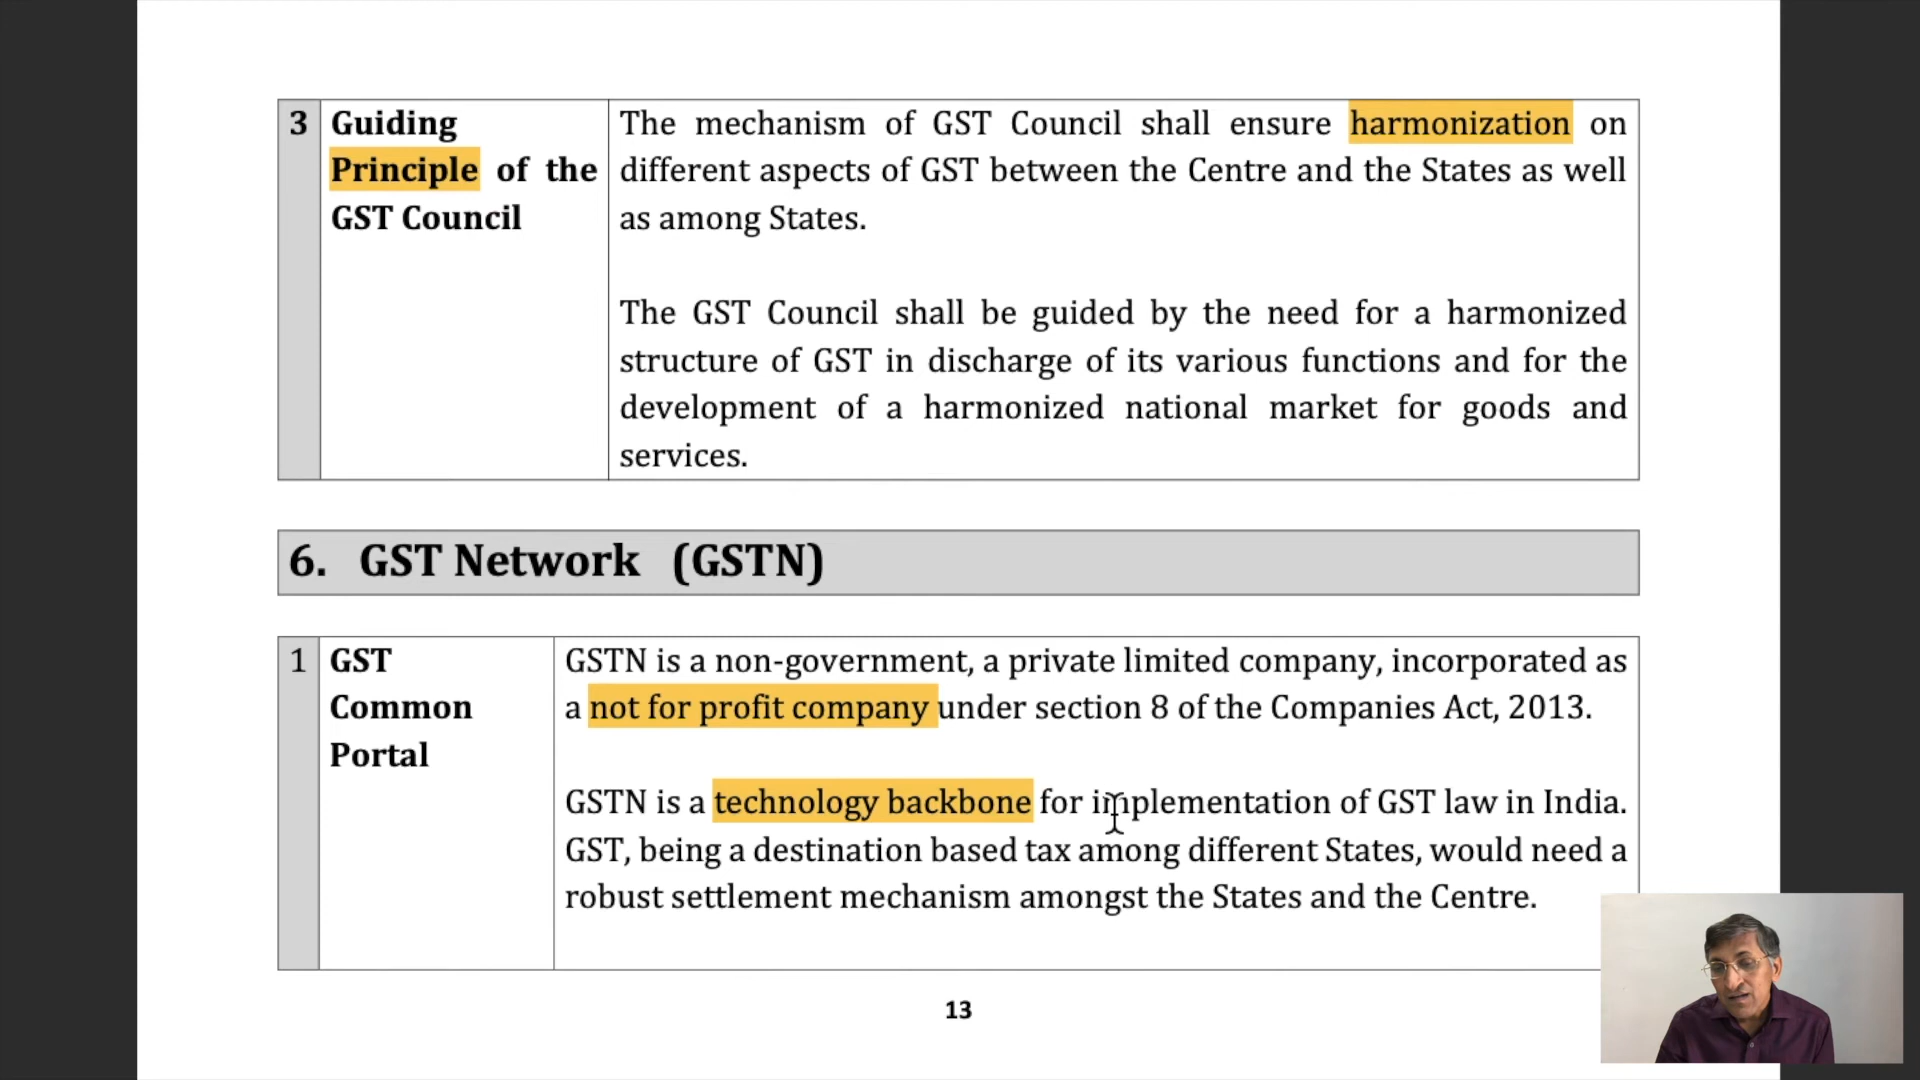 3 Guiding Principle of the GST Council
The mechanism of GST Council shall ensure harmonization on
different aspects of GST between the Centre and the States as well
as among States.
The GST Council shall be guided by the need for a harmonized
structure of GST in discharge of its various functions and for the
development of a harmonized national market for goods and
services.
6. GST Network (GSTN)
1 GST Common Portal
GSTN is a non-government, a private limited company, incorporated as
a not for profit company under section 8 of the Companies Act, 2013.
GSTN is a technology backbone for implementation of GST law in India.
GST, being a destination based tax among different States, would need a
robust settlement mechanism amongst the States and the Centre.
13